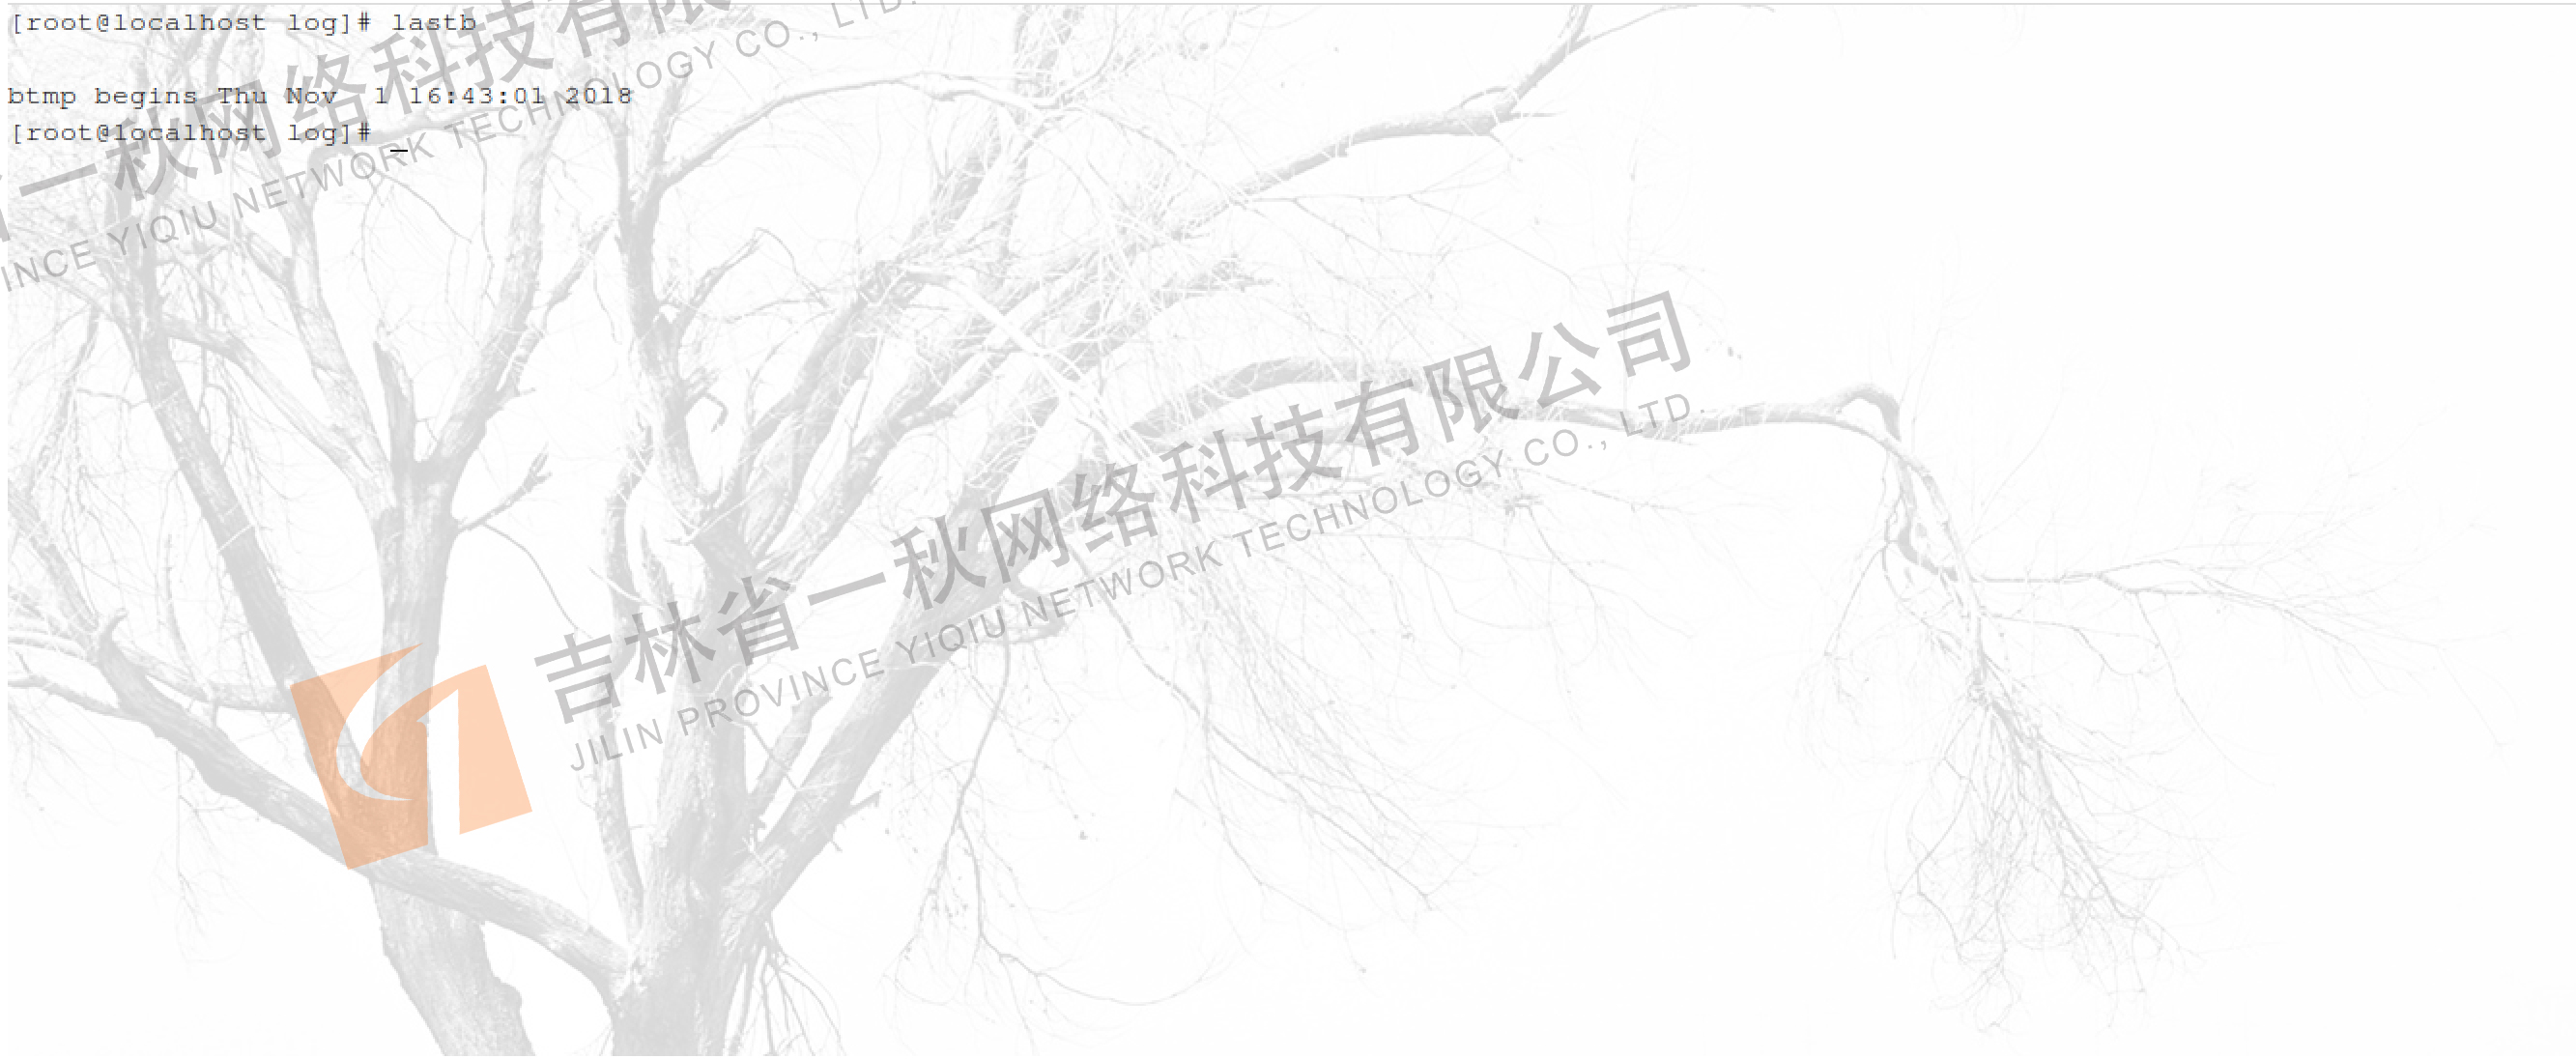 [root@localhost log]# lastb
btmp begins Thu Nov  1 16:43:01 2018
[root@localhost log]# _
一秋网络科技有限
INCE YIQIU NETWORK TECHNOLOGY CO., LTD.
吉林省一秋网络科技有限公司
JILIN PROVINCE YIQIU NETWORK TECHNOLOGY CO., LTD.